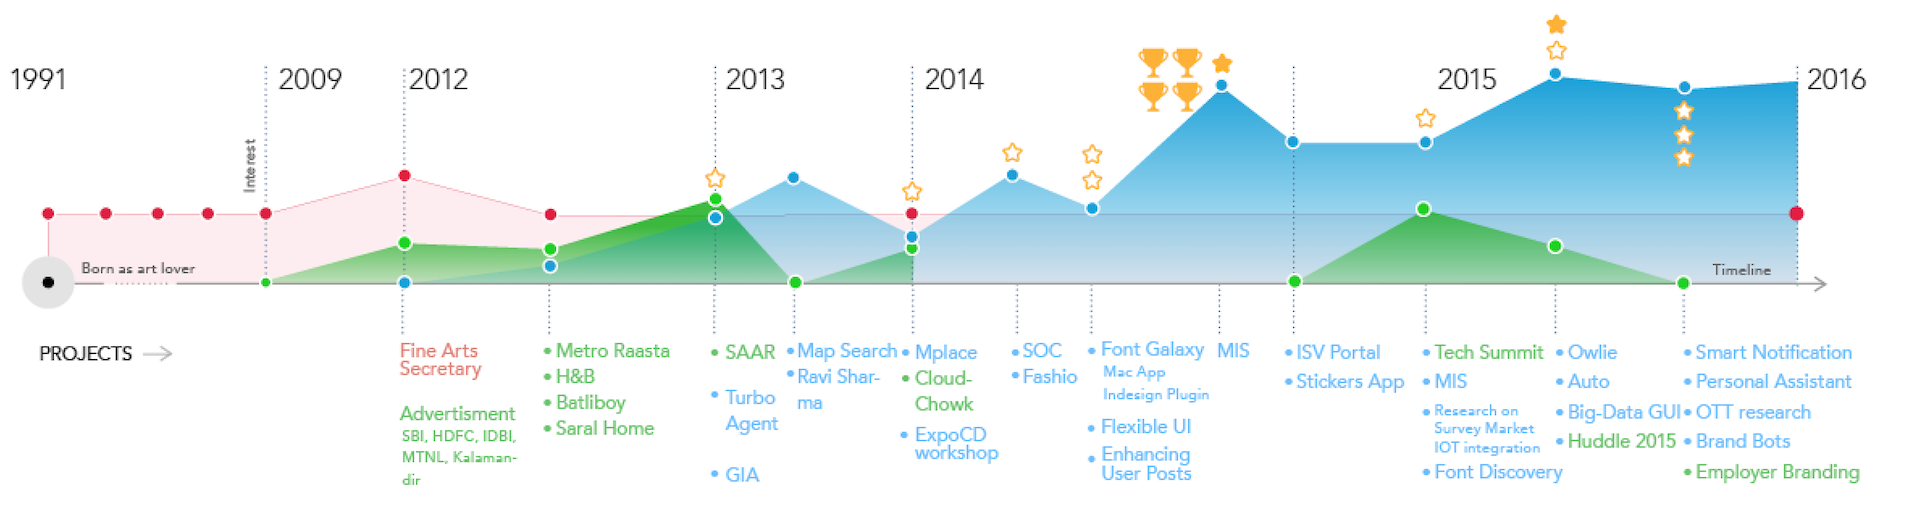 1991
2009
2012
2013
2014
2015
2016
Interest
Born as art lover
Timeline
PROJECTS
Fine Arts
Secretary
Advertisment
SBI, HDFC, IDBI,
MTNL, Kalaman-
dir
• Metro Raasta
• H&B
• Batliboy
• Saral Home
• SAAR
• Turbo
Agent
• GIA
• Map Search
• Ravi Shar-
ma
• Mplace
• Cloud-
Chowk
• ExpoCD
workshop
• SOC
• Fashio
• Font Galaxy
Mac App
Indesign Plugin
• Flexible UI
• Enhancing
User Posts
MIS
• ISV Portal
• Stickers App
• Tech Summit
• MIS
• Research on
Survey Market
IOT integration
• Font Discovery
• Owlie
• Auto
• Big-Data GUI
• Huddle 2015
• Smart Notification
• Personal Assistant
• OTT research
• Brand Bots
• Employer Branding